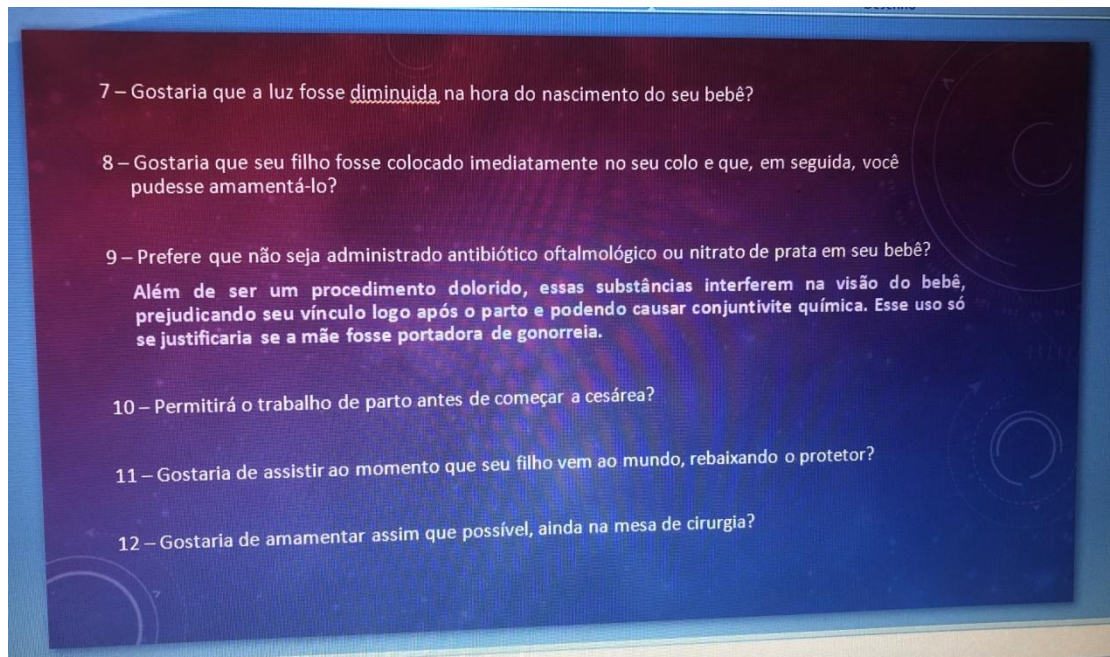 7 – Gostaria que a luz fosse diminuida na hora do nascimento do seu bebê?
8 – Gostaria que seu filho fosse colocado imediatamente no seu colo e que, em seguida, você
pudesse amamentá-lo?
9 – Prefere que não seja administrado antibiótico oftalmológico ou nitrato de prata em seu bebê?
Além de ser um procedimento dolorido, essas substâncias interferem na visão do bebê,
prejudicando seu vínculo logo após o parto e podendo causar conjuntivite química. Esse uso só
se justificaria se a mãe fosse portadora de gonorreia.
10 – Permitirá o trabalho de parto antes de começar a cesárea?
11 – Gostaria de assistir ao momento que seu filho vem ao mundo, rebaixando o protetor?
12 – Gostaria de amamentar assim que possível, ainda na mesa de cirurgia?